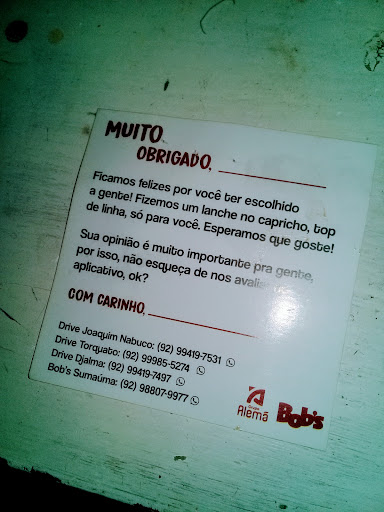 MUITO
OBRIGADO,
Ficamos felizes por você ter escolhido
a gente! Fizemos um lanche no capricho, top
de linha, só para você. Esperamos que goste!
Sua opinião é muito importante pra gente,
por isso, não esqueça de nos avaliar
aplicativo, ok?
COM CARINHO,
Drive Joaquim Nabuco: (92) 99419-7531
Drive Torquato: (92) 99985-5274
Drive Djalma: (92) 99419-7497
Bob's Sumaúma: (92) 98807-9977
Alemã
Bob's